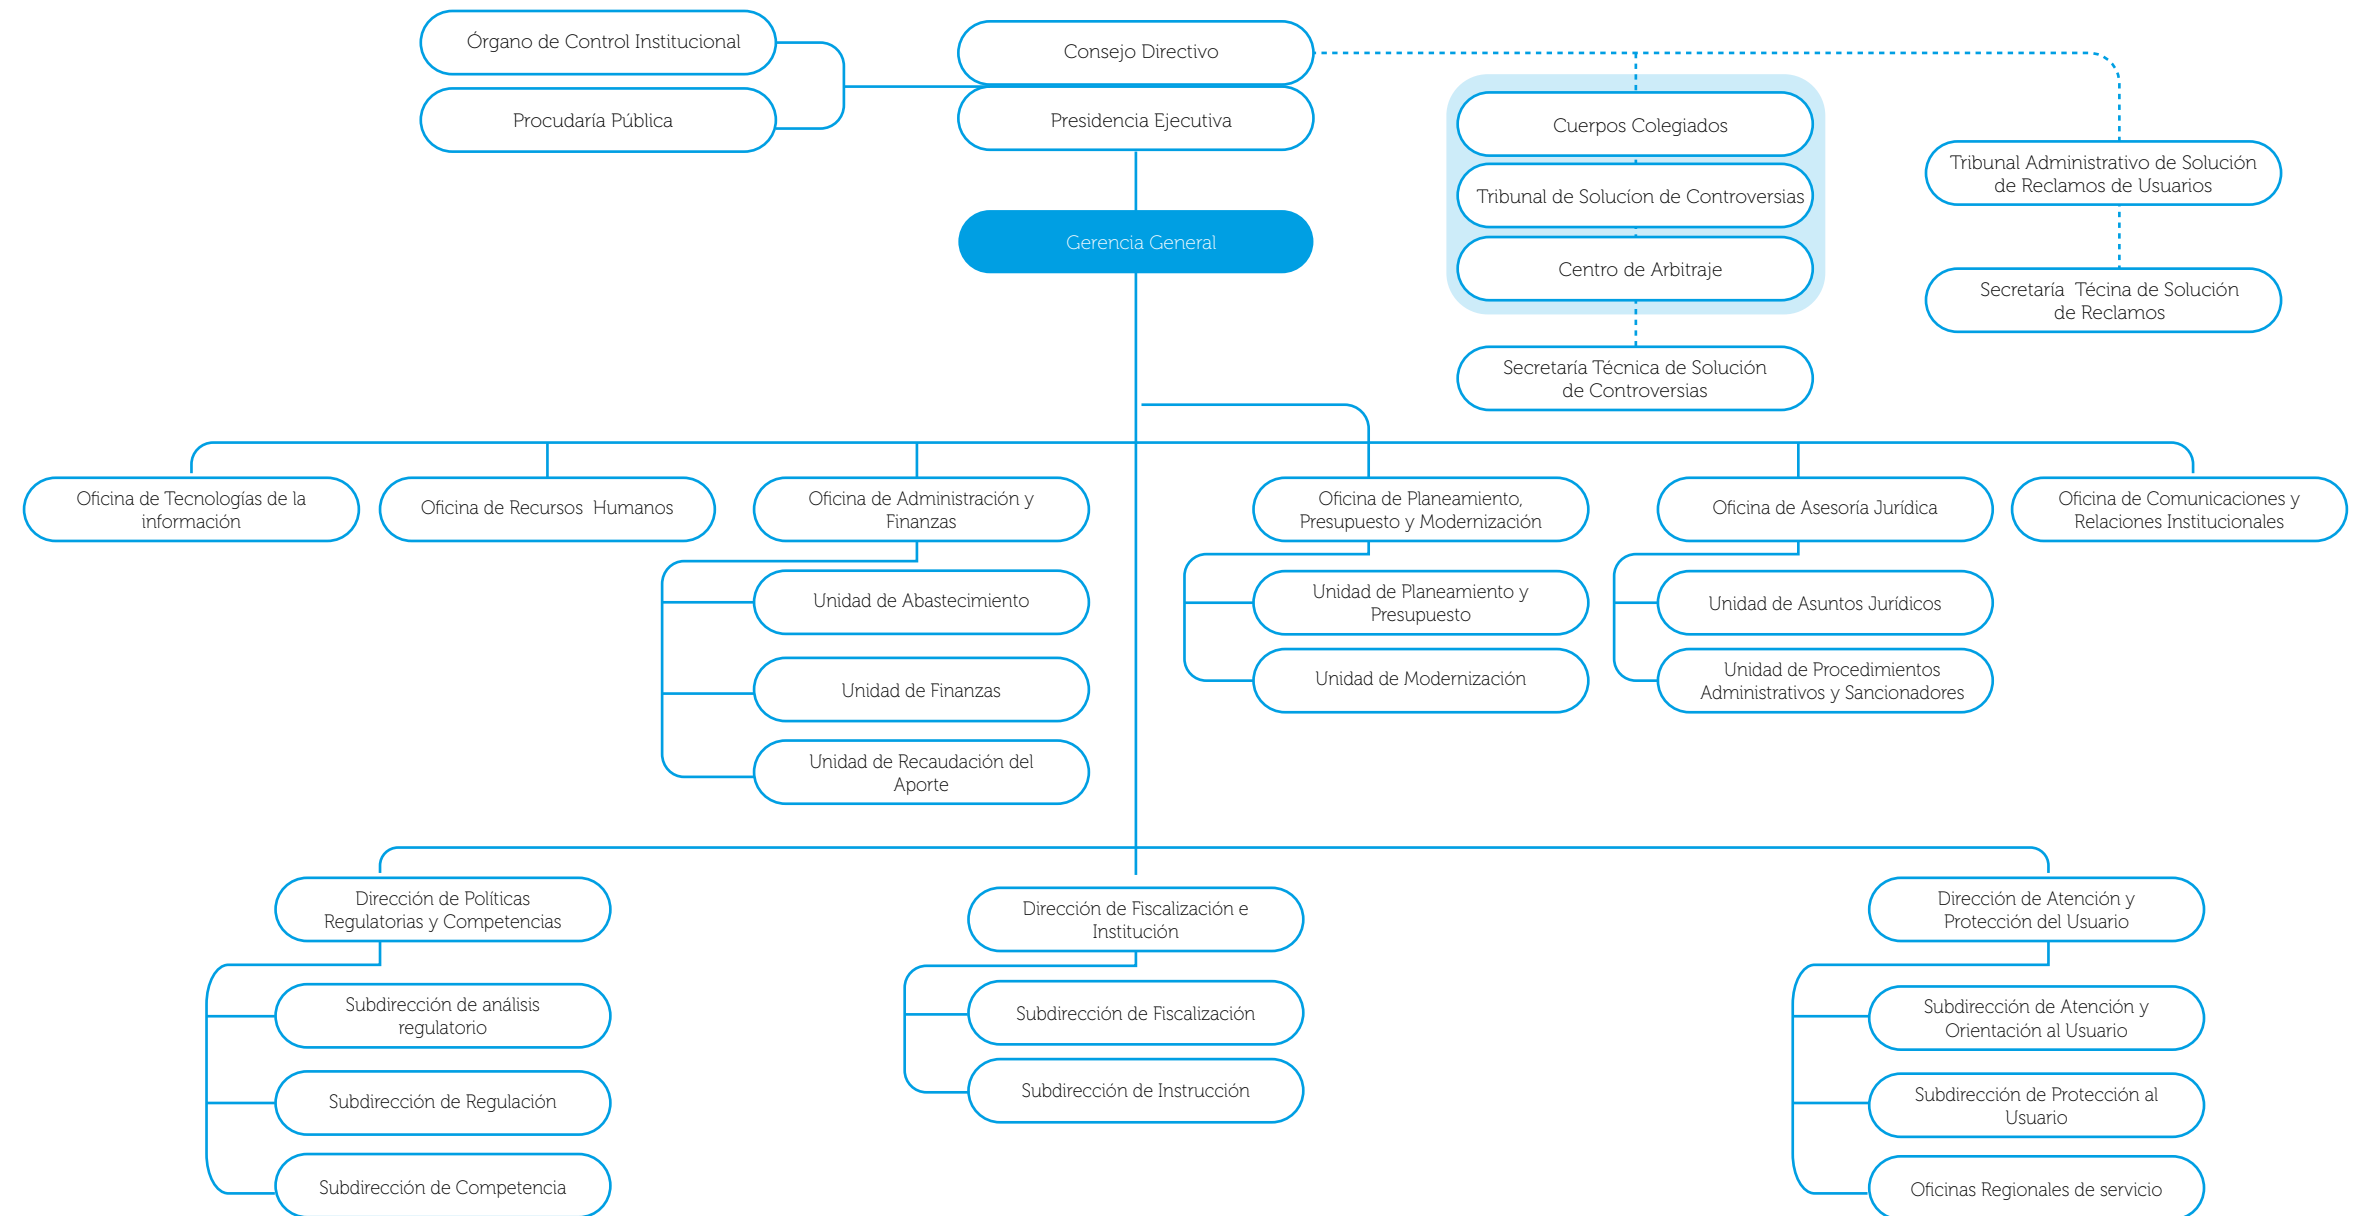 Órgano de Control Institucional
Procudaría Pública
Consejo Directivo
Presidencia Ejecutiva
Gerencia General
Cuerpos Colegiados
Tribunal de Solucíon de Controversias
Centro de Arbitraje
Secretaría Técnica de Solución
de Controversias
Tribunal Administrativo de Solución
de Reclamos de Usuarios
Secretaría Técina de Solución
de Reclamos
Oficina de Tecnologías de la
información
Oficina de Recursos Humanos
Oficina de Administración y
Finanzas
Unidad de Abastecimiento
Unidad de Finanzas
Unidad de Recaudación del
Aporte
Oficina de Planeamiento,
Presupuesto y Modernización
Unidad de Planeamiento y
Presupuesto
Unidad de Modernización
Oficina de Asesoría Jurídica
Unidad de Asuntos Jurídicos
Unidad de Procedimientos
Administrativos y Sancionadores
Oficina de Comunicaciones y
Relaciones Institucionales
Dirección de Políticas
Regulatorias y Competencias
Subdirección de análisis
regulatorio
Subdirección de Regulación
Subdirección de Competencia
Dirección de Fiscalización e
Institución
Subdirección de Fiscalización
Subdirección de Instrucción
Dirección de Atención y
Protección del Usuario
Subdirección de Atención y
Orientación al Usuario
Subdirección de Protección al
Usuario
Oficinas Regionales de servicio